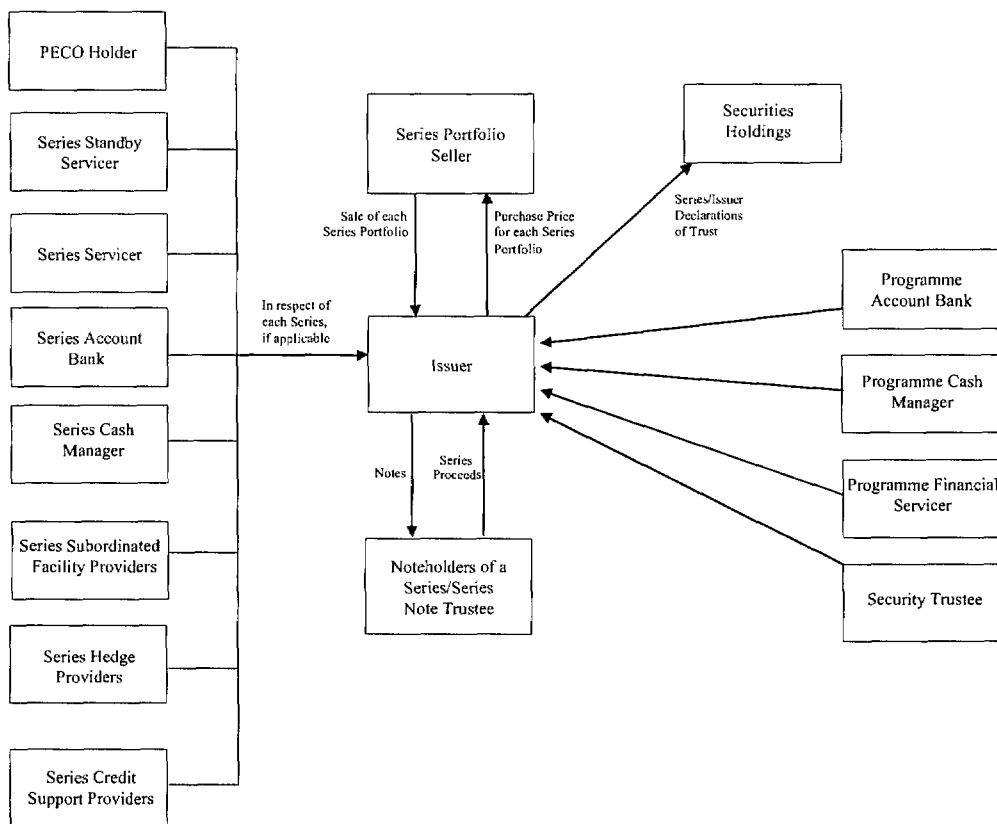 PECO Holder
Series Standby
Servicer
Series Servicer
Series Account
Bank
Series Cash
Manager
Series Subordinated
Facility Providers
Series Hedge
Providers
Series Credit
Support Providers
In respect of
each Series,
if applicable
Series Portfolio
Seller
Sale of each
Series Portfolio
Purchase Price
for each Series
Portfolio
Issuer
Notes
Series
Proceeds
Noteholders of a
Series/Series
Note Trustee
Securities
Holdings
Series/Issuer
Declarations
of Trust
Programme
Account Bank
Programme Cash
Manager
Programme Financial
Servicer
Security Trustee